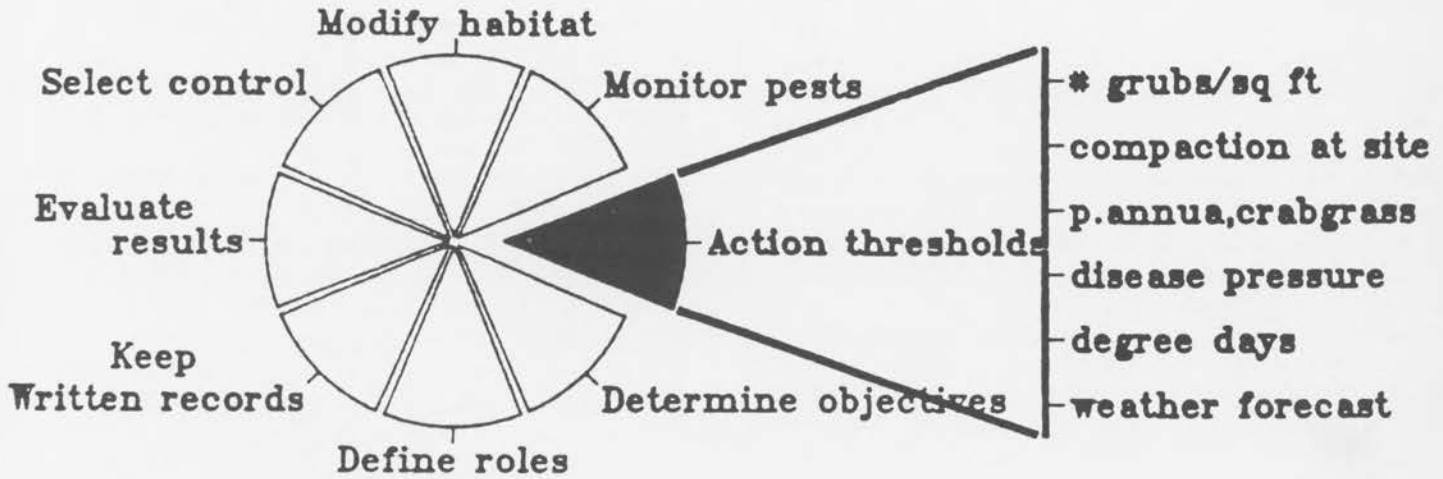 Modify habitat
Select control
Monitor pests
Evaluate
results
Action thresholds
Keep
Written records
Determine objectives
Define roles
# grubs/sq ft
compaction at site
p.annua,crabgrass
disease pressure
degree days
weather forecast